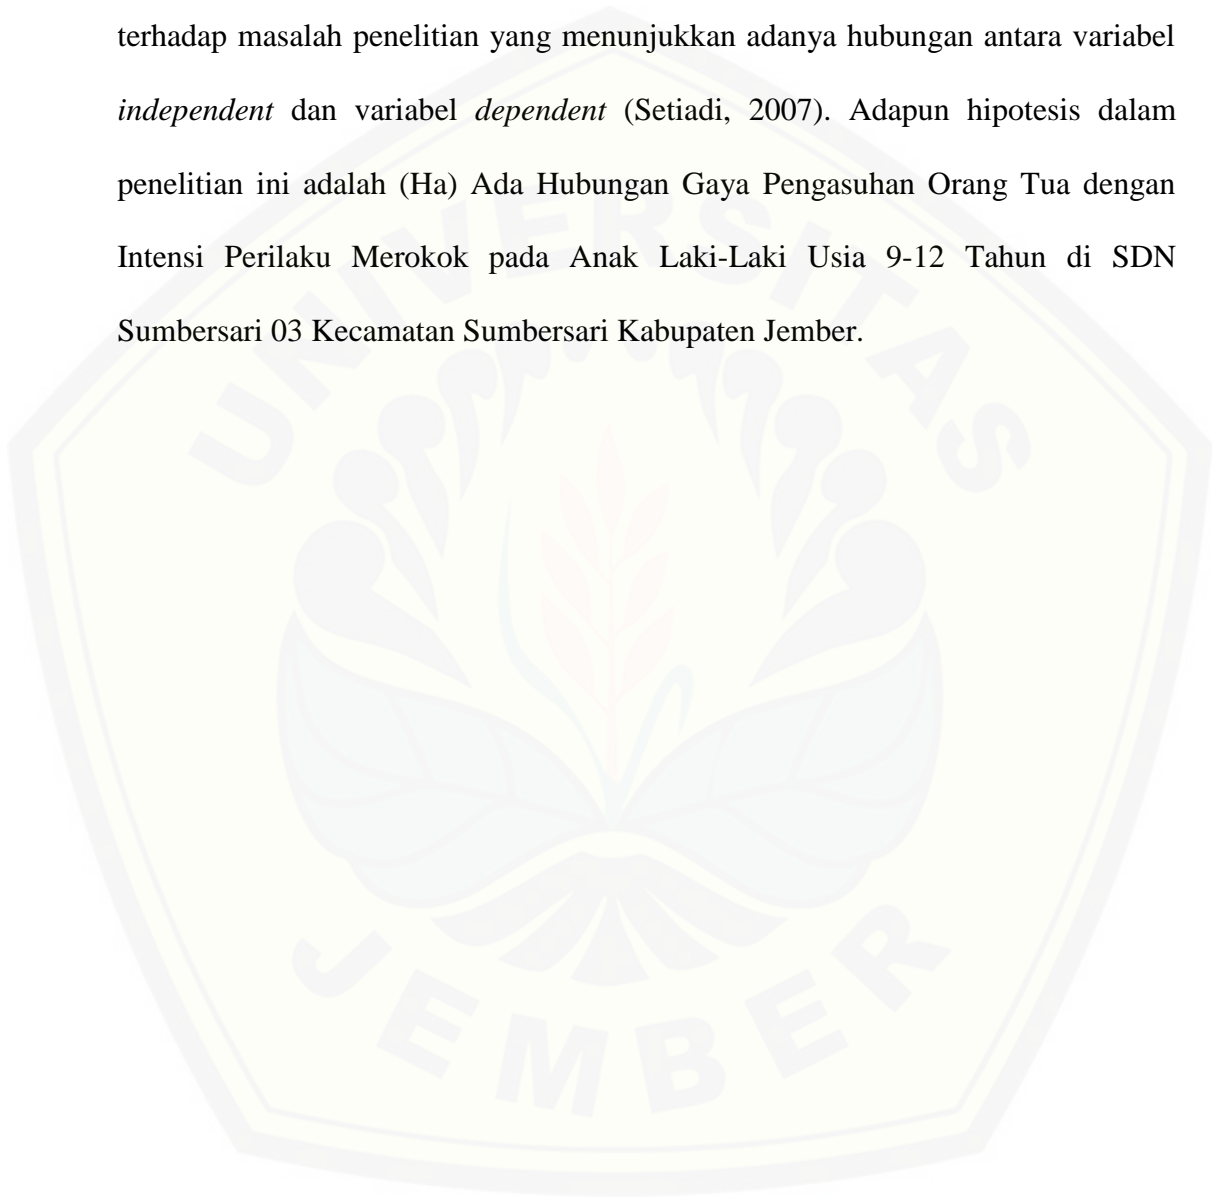 terhadap masalah penelitian yang menunjukkan adanya hubungan antara variabel
independent dan variabel dependent (Setiadi, 2007). Adapun hipotesis dalam
penelitian ini adalah (Ha) Ada Hubungan Gaya Pengasuhan Orang Tua dengan
Intensi Perilaku Merokok pada Anak Laki-Laki Usia 9-12 Tahun di SDN
Sumbersari 03 Kecamatan Sumbersari Kabupaten Jember.
UNIVERSITAS
JEMBER